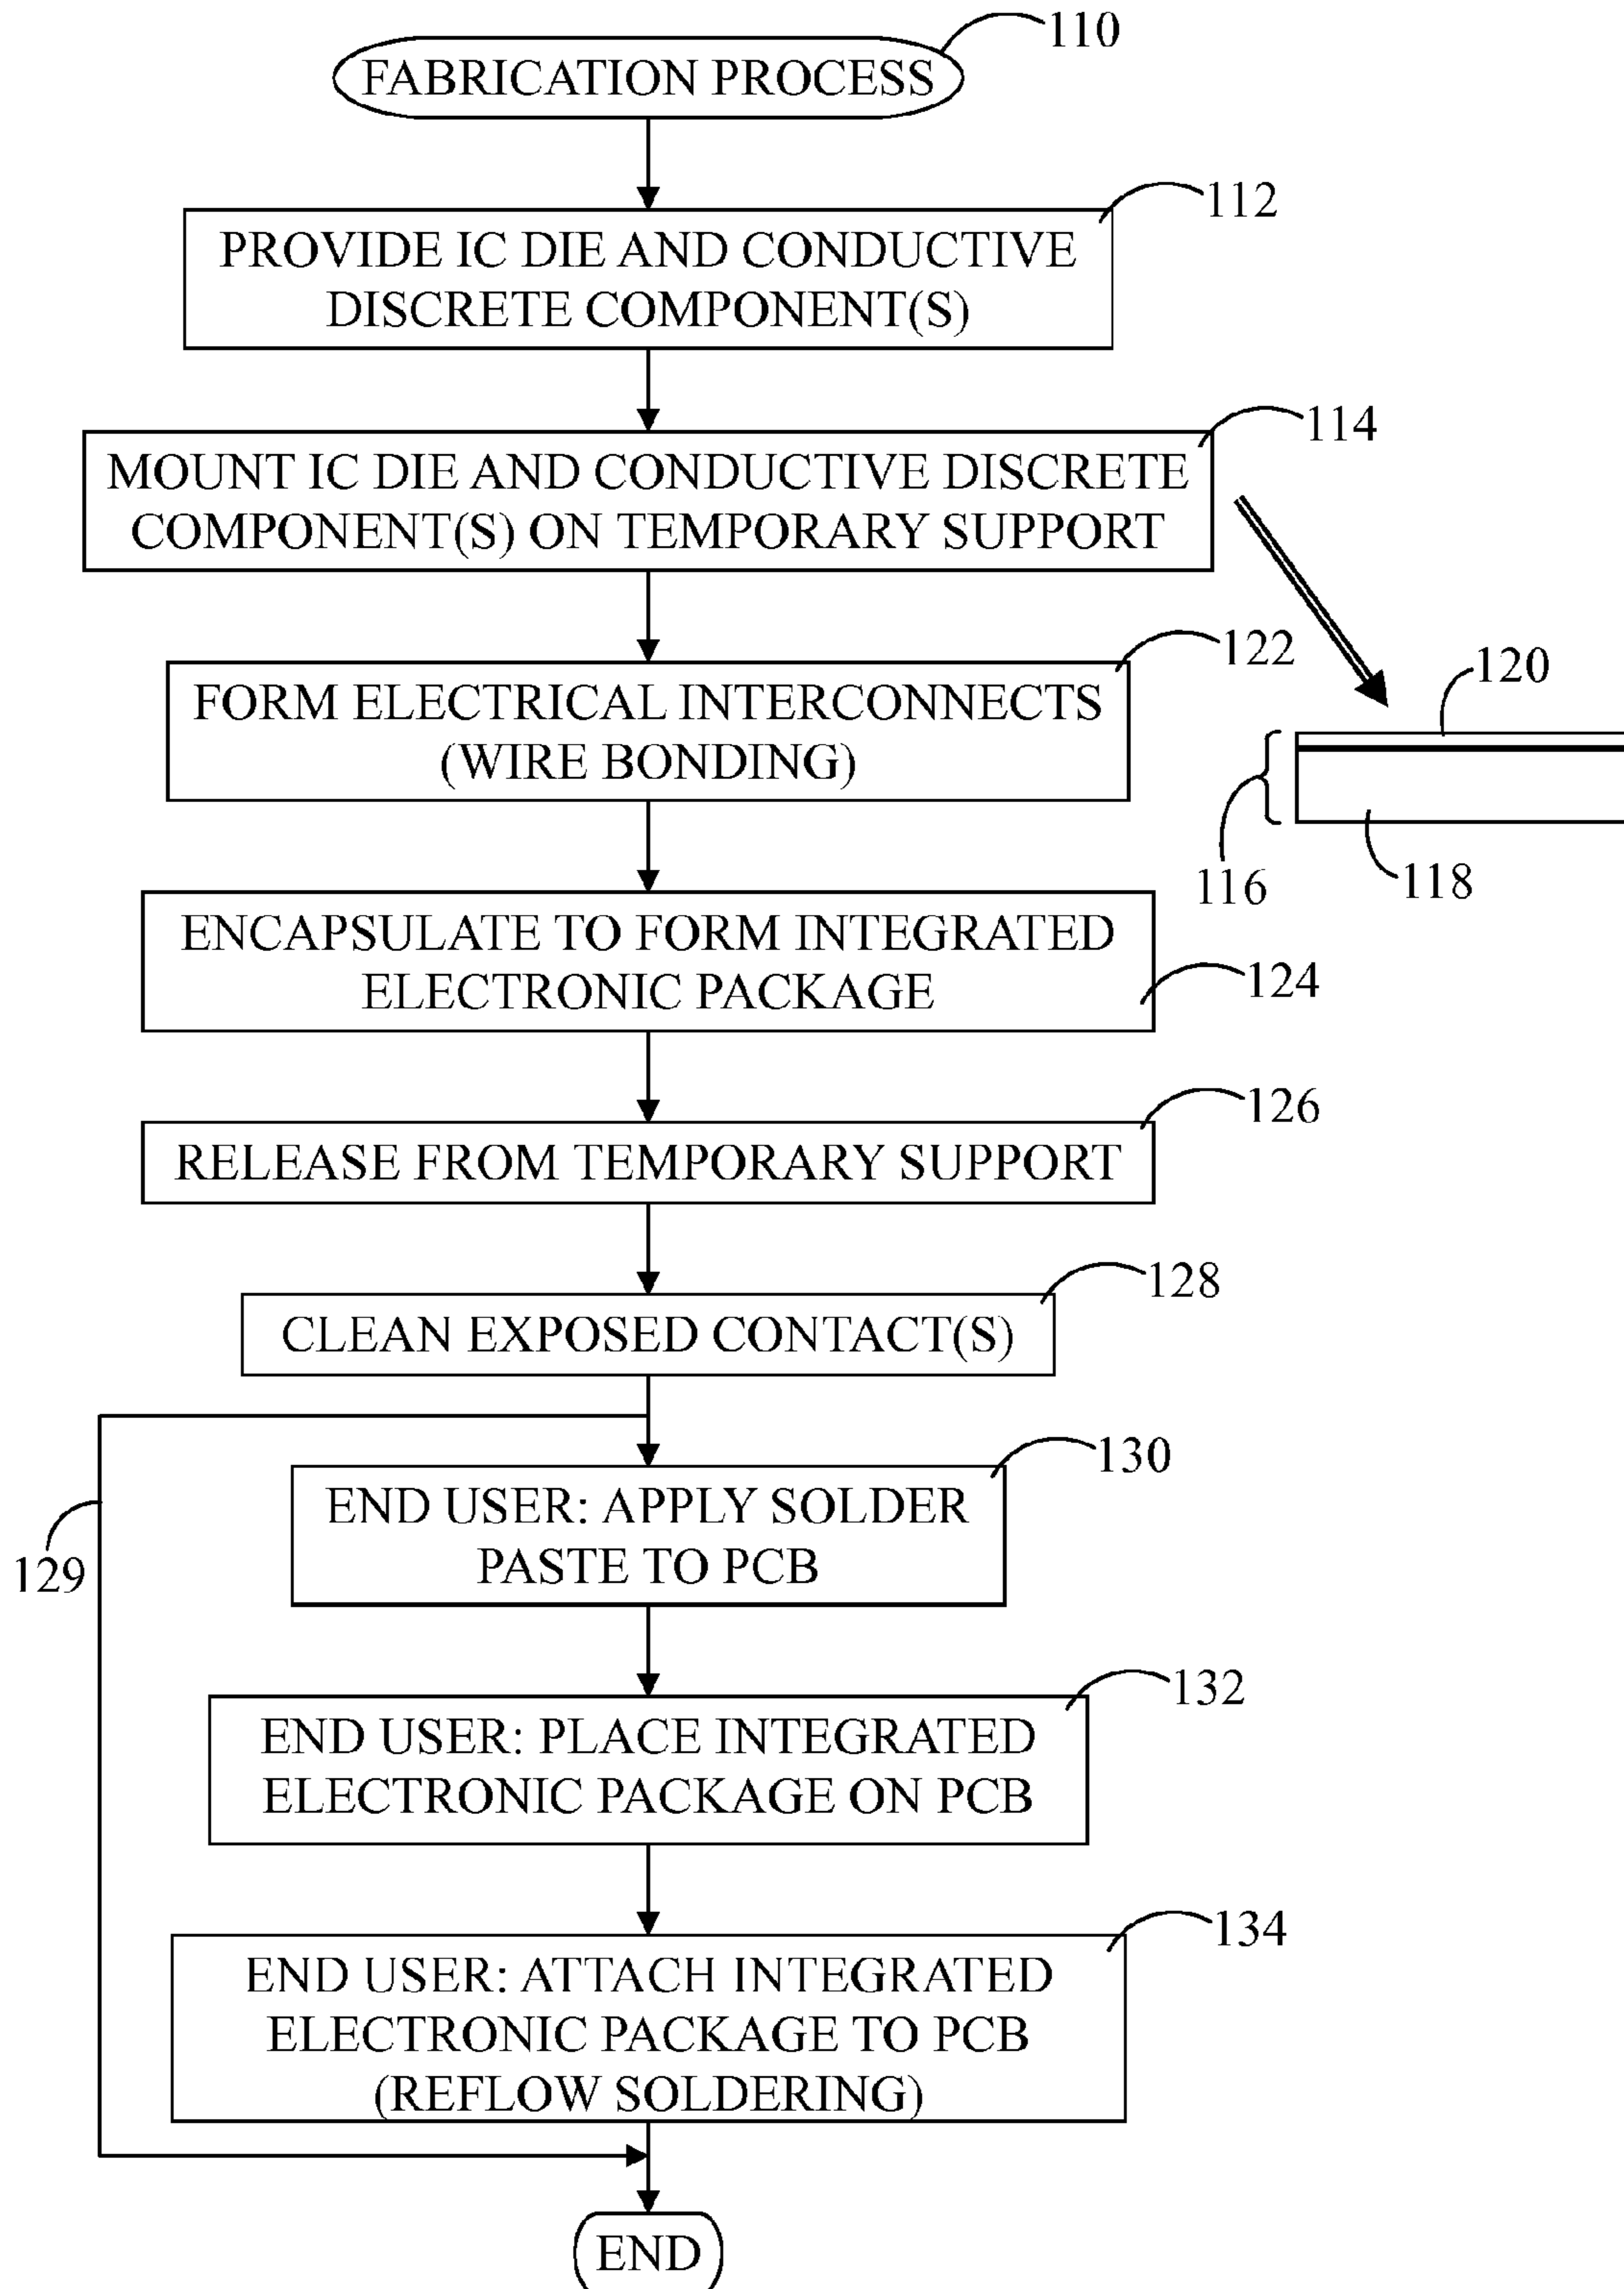 110
FABRICATION PROCESS
112
PROVIDE IC DIE AND CONDUCTIVE
DISCRETE COMPONENT(S)
114
MOUNT IC DIE AND CONDUCTIVE DISCRETE
COMPONENT(S) ON TEMPORARY SUPPORT
122
FORM ELECTRICAL INTERCONNECTS
(WIRE BONDING)
120
116
118
ENCAPSULATE TO FORM INTEGRATED
ELECTRONIC PACKAGE
124
126
RELEASE FROM TEMPORARY SUPPORT
128
CLEAN EXPOSED CONTACT(S)
129
130
END USER: APPLY SOLDER
PASTE TO PCB
132
END USER: PLACE INTEGRATED
ELECTRONIC PACKAGE ON PCB
134
END USER: ATTACH INTEGRATED
ELECTRONIC PACKAGE TO PCB
(REFLOW SOLDERING)
END